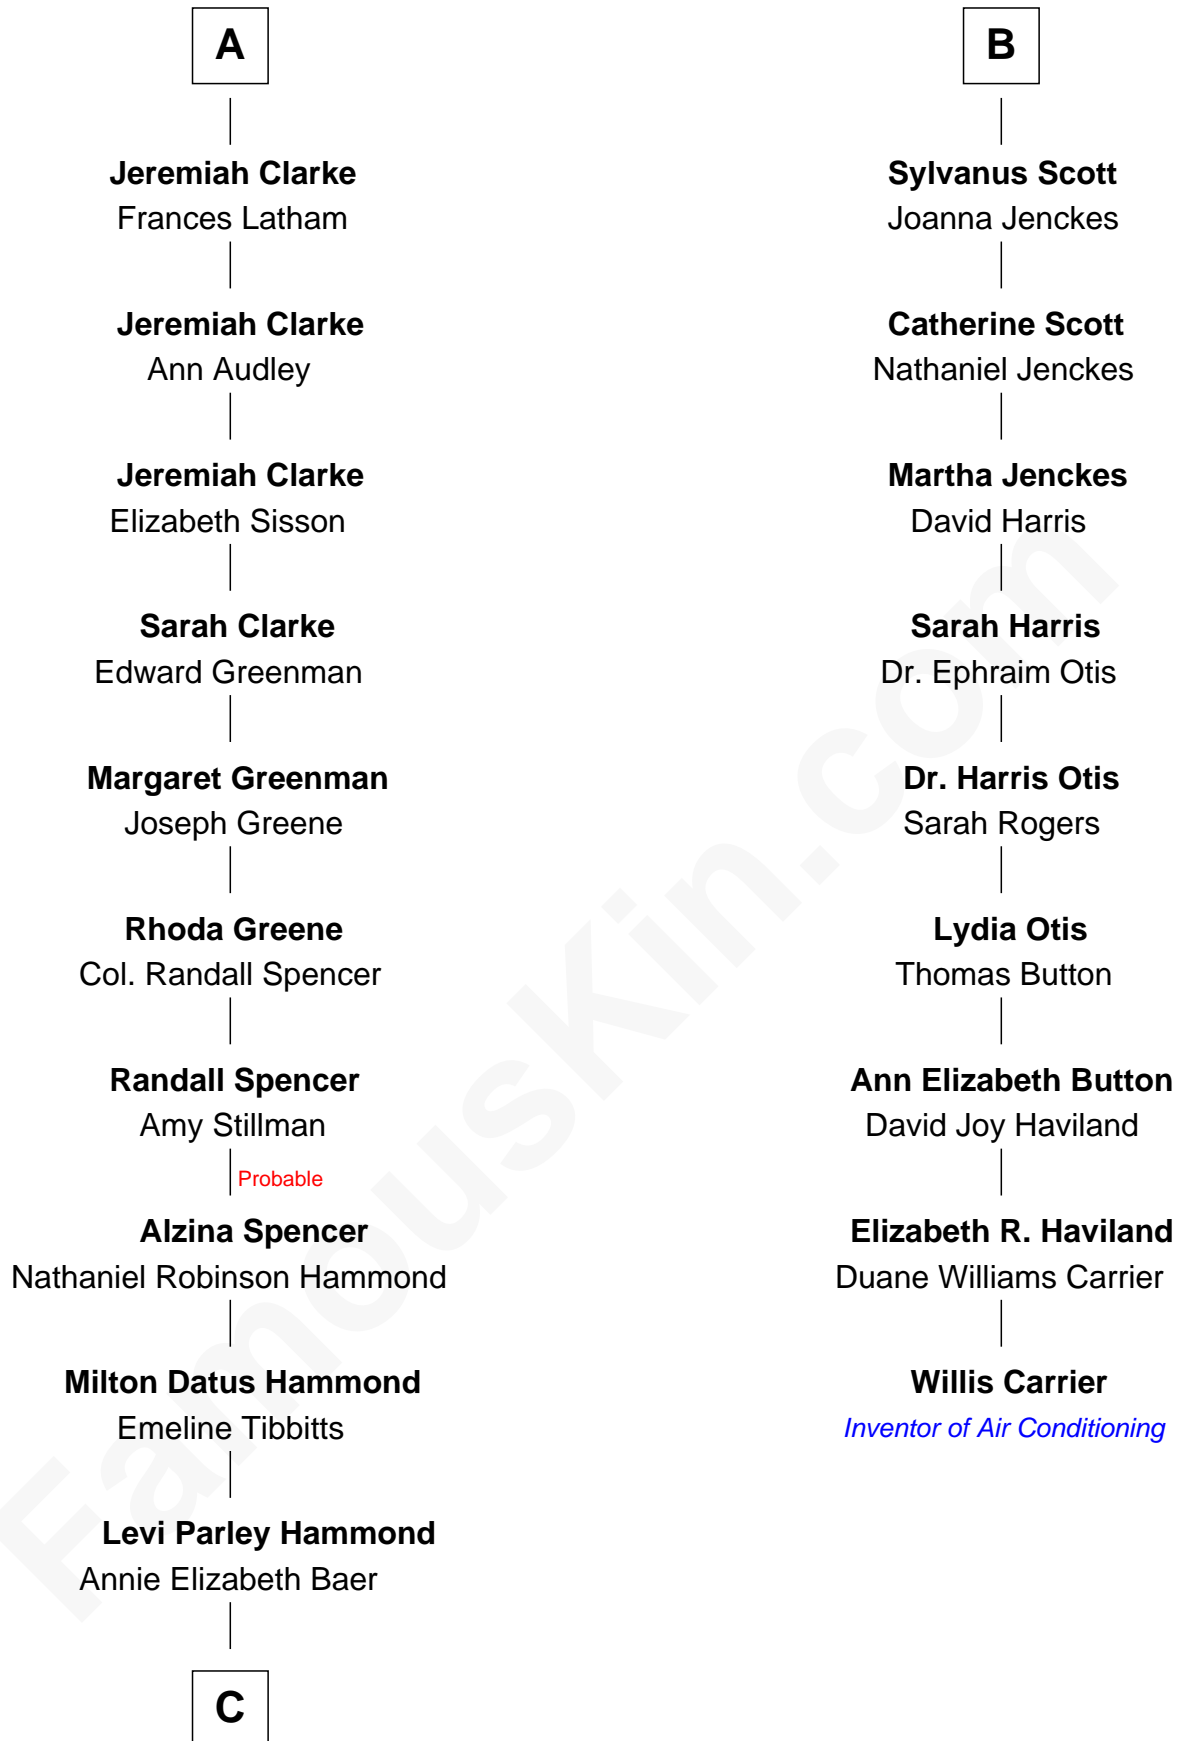 A
Jeremiah Clarke
Frances Latham
Jeremiah Clarke
Ann Audley
Jeremiah Clarke
Elizabeth Sisson
Sarah Clarke
Edward Greenman
Margaret Greenman
Joseph Greene
Rhoda Greene
Col. Randall Spencer
Randall Spencer
Amy Stillman
Probable
Alzina Spencer
Nathaniel Robinson Hammond
Milton Datus Hammond
Emeline Tibbitts
Levi Parley Hammond
Annie Elizabeth Baer
C
B
Sylvanus Scott
Joanna Jenckes
Catherine Scott
Nathaniel Jenckes
Martha Jenckes
David Harris
Sarah Harris
Dr. Ephraim Otis
Dr. Harris Otis
Sarah Rogers
Lydia Otis
Thomas Button
Ann Elizabeth Button
David Joy Haviland
Elizabeth R. Haviland
Duane Williams Carrier
Willis Carrier
Inventor of Air Conditioning
FamousKin.com